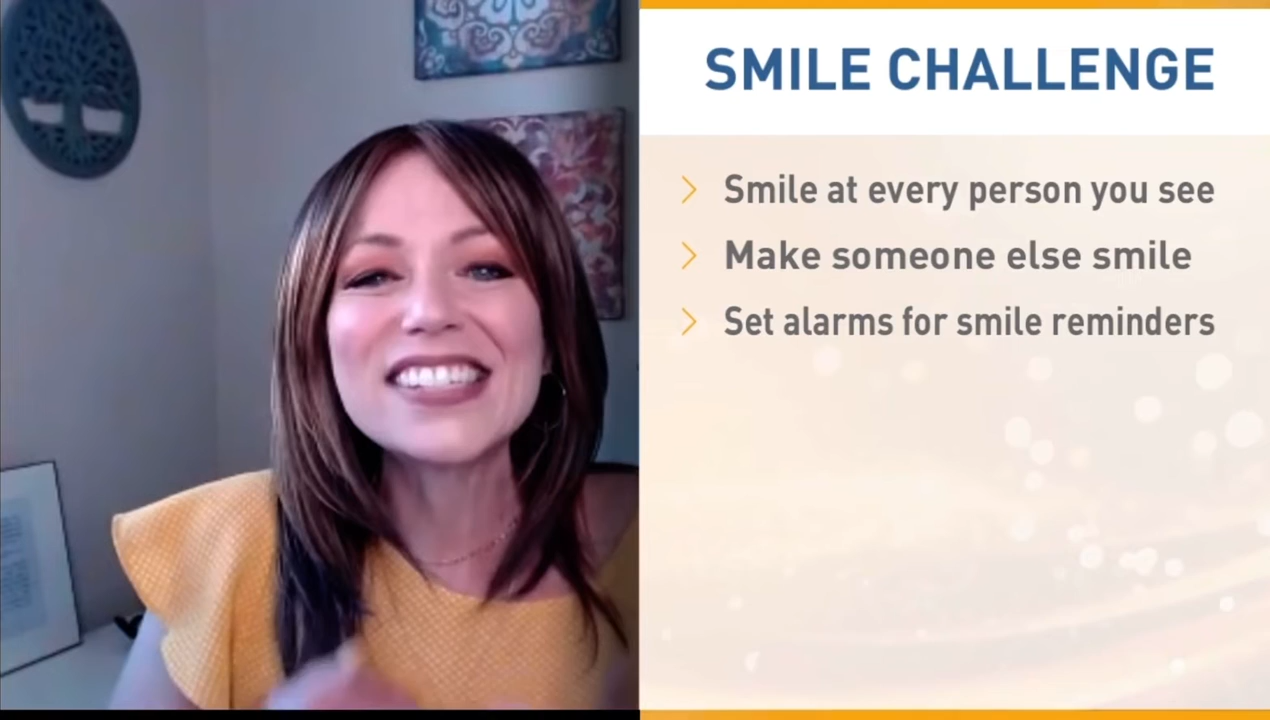 SMILE CHALLENGE
Smile at every person you see
Make someone else smile
Set alarms for smile reminders